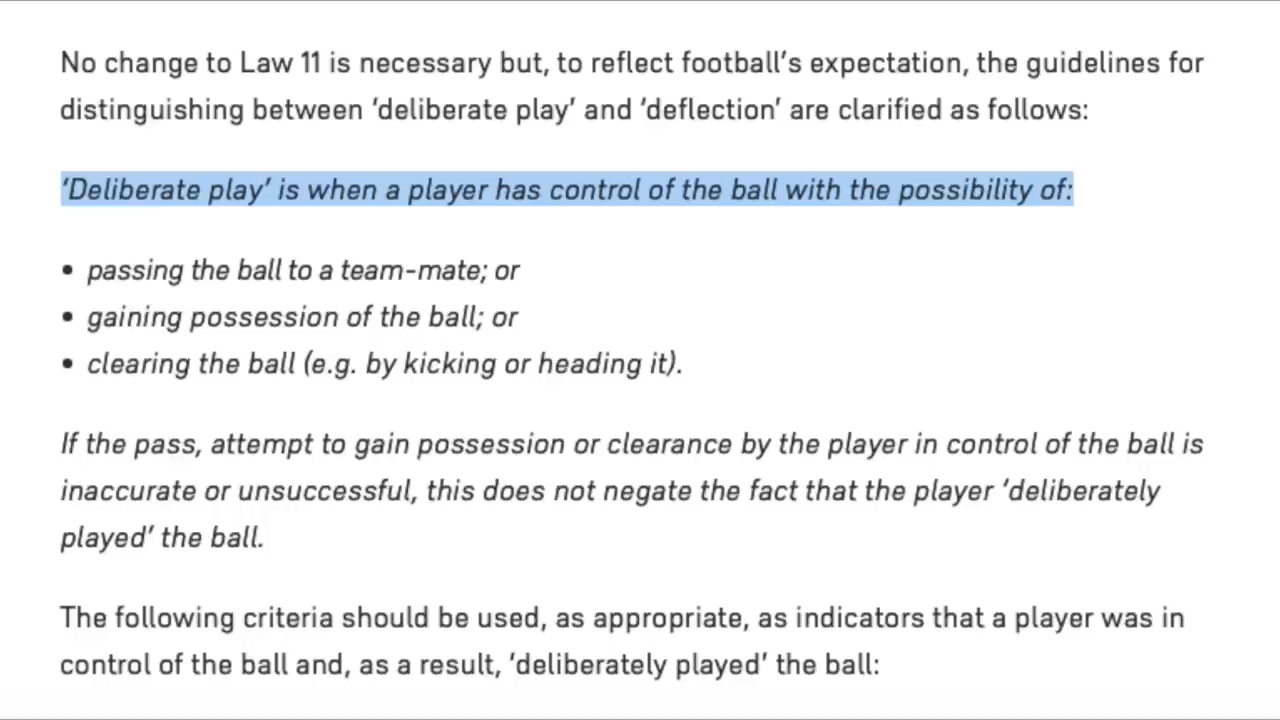 No change to Law 11 is necessary but, to reflect football’s expectation, the guidelines for
distinguishing between ‘deliberate play’ and ‘deflection’ are clarified as follows:
‘Deliberate play’ is when a player has control of the ball with the possibility of:
• passing the ball to a team-mate; or
• gaining possession of the ball; or
• clearing the ball (e.g. by kicking or heading it).
If the pass, attempt to gain possession or clearance by the player in control of the ball is
inaccurate or unsuccessful, this does not negate the fact that the player ‘deliberately
played’ the ball.
The following criteria should be used, as appropriate, as indicators that a player was in
control of the ball and, as a result, ‘deliberately played’ the ball: